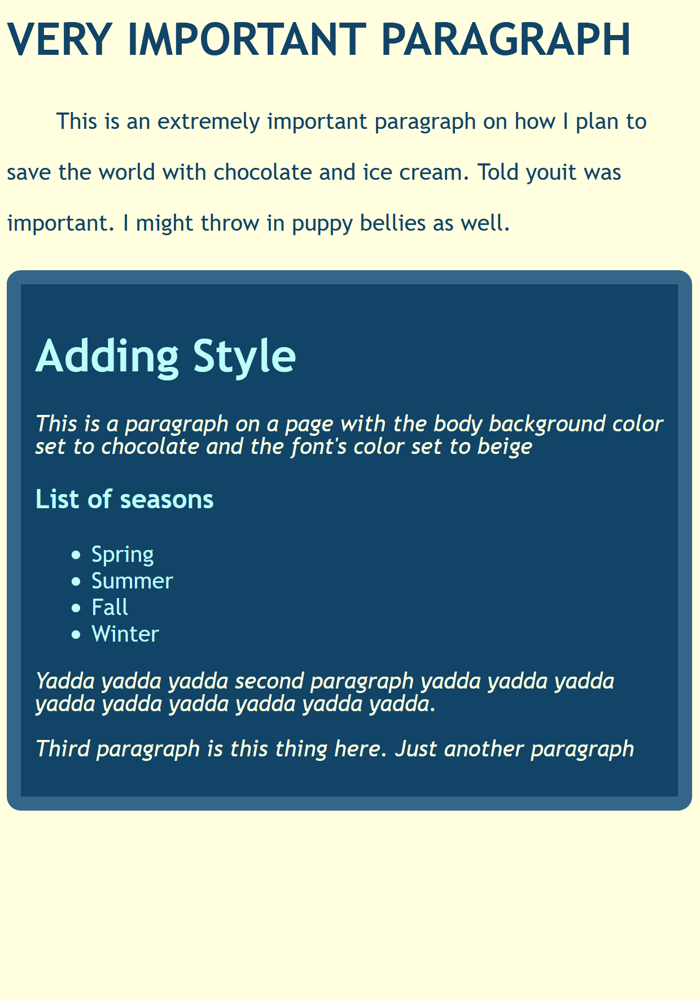 VERY IMPORTANT PARAGRAPH
This is an extremely important paragraph on how I plan to
save the world with chocolate and ice cream. Told youit was
important. I might throw in puppy bellies as well.
Adding Style
This is a paragraph on a page with the body background color
set to chocolate and the font's color set to beige
List of seasons
• Spring
• Summer
• Fall
• Winter
Yadda yadda yadda second paragraph yadda yadda yadda
yadda yadda yadda yadda yadda yadda.
Third paragraph is this thing here. Just another paragraph